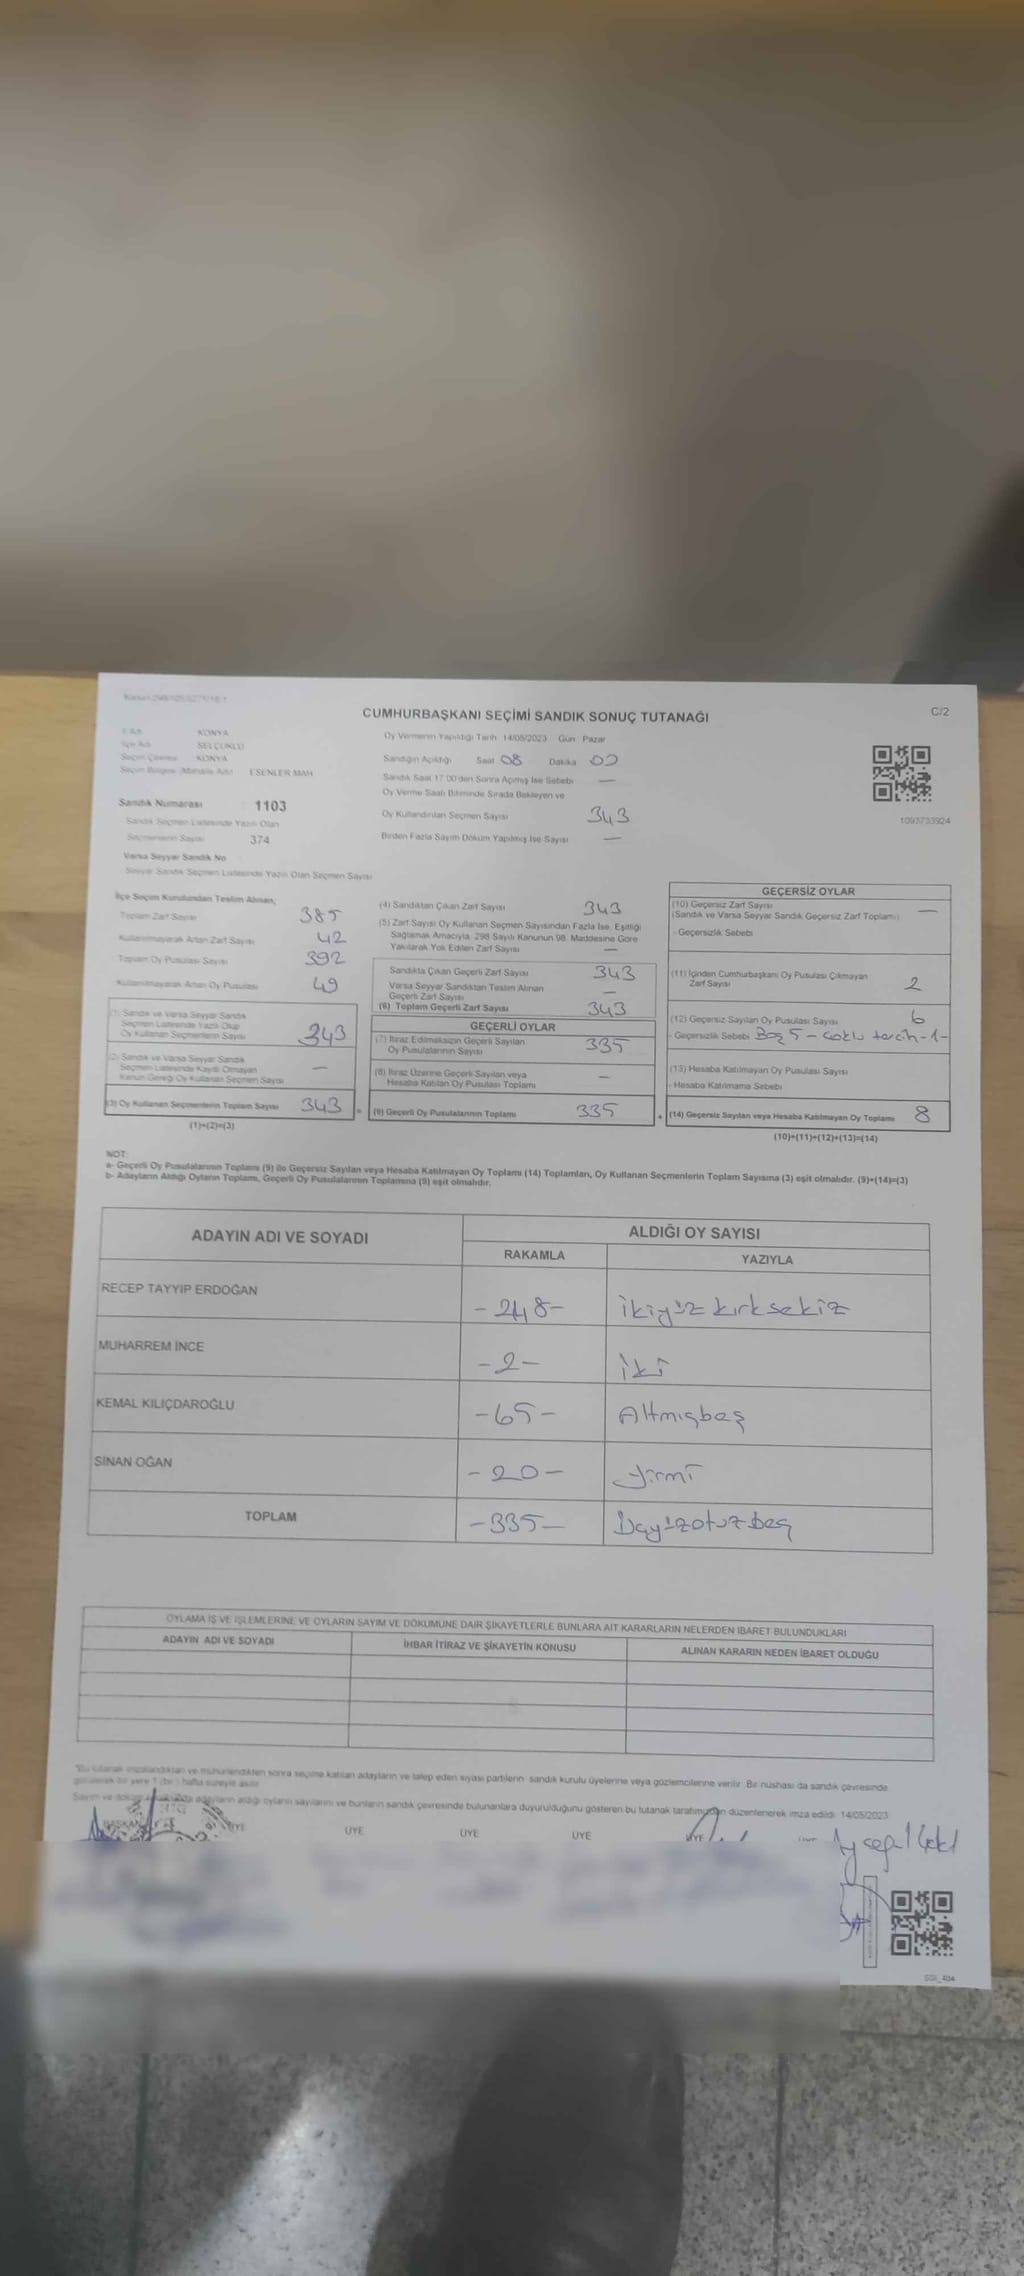 C/2
CUMHURBAŞKANI SEÇİMİ SANDIK SONUÇ TUTANAĞI
İl Adı KONYA
İlçe Adı SELÇUKLU
Seçim Çevresi KONYA
Seçim Bölgesi (Mahalle Adı) ESENLER MAH
Sandık Numarası 1103
Sandık Seçmen Listesinde Yazılı Olan
Seçmenlerin Sayısı 374
Varsa Seyyar Sandık No
Seyyar Sandık Seçmen Listesinde Yazılı Olan Seçmen Sayısı
Oy Vermenin Yapıldığı Tarih 14/05/2023 Gün Pazar
Sandığın Açıldığı Saat 08 Dakika 00
Sandık Saat 17:00'den Sonra Açılmış İse Sebebi —
Oy Verme Saati Bitiminde Sırada Bekleyen ve
Oy Kullandırılan Seçmen Sayısı 343
Birden Fazla Sayım Döküm Yapılmış İse Sayısı —
1093733924
İlçe Seçim Kurulundan Teslim Alınan;
Toplam Zarf Sayısı 385
Kullanılmayarak Artan Zarf Sayısı 42
Toplam Oy Pusulası Sayısı 392
Kullanılmayarak Artan Oy Pusulası 49
(1) Sandık ve Varsa Seyyar Sandık
Seçmen Listesinde Yazılı Olup
Oy Kullanan Seçmenlerin Sayısı 343
(2) Sandık ve Varsa Seyyar Sandık
Seçmen Listesinde Kayıtlı Olmayan
Kanun Gereği Oy Kullanan Seçmen Sayısı —
(3) Oy Kullanan Seçmenlerin Toplam Sayısı 343
(1)+(2)=(3)
(4) Sandıktan Çıkan Zarf Sayısı 343
(5) Zarf Sayısı Oy Kullanan Seçmen Sayısından Fazla İse, Eşitliği
Sağlamak Amacıyla, 298 Sayılı Kanunun 98. Maddesine Göre
Yakılarak Yok Edilen Zarf Sayısı —
Sandıkta Çıkan Geçerli Zarf Sayısı 343
Varsa Seyyar Sandıktan Teslim Alınan
Geçerli Zarf Sayısı —
(6) Toplam Geçerli Zarf Sayısı 343
GEÇERLİ OYLAR
(7) İtiraz Edilmeksizin Geçerli Sayılan
Oy Pusulalarının Sayısı 335
(8) İtiraz Üzerine Geçerli Sayılan veya
Hesaba Katılan Oy Pusulası Toplamı —
= (9) Geçerli Oy Pusulalarının Toplamı 335
GEÇERSİZ OYLAR
(10) Geçersiz Zarf Sayısı —
(Sandık ve Varsa Seyyar Sandık Geçersiz Zarf Toplamı)
- Geçersizlik Sebebi
(11) İçinden Cumhurbaşkanı Oy Pusulası Çıkmayan
Zarf Sayısı 2
(12) Geçersiz Sayılan Oy Pusulası Sayısı 6
- Geçersizlik Sebebi Boş 5 - Çoklu tercih -1-
(13) Hesaba Katılmayan Oy Pusulası Sayısı
- Hesaba Katılmama Sebebi
+ (14) Geçersiz Sayılan veya Hesaba Katılmayan Oy Toplamı 8
(10)+(11)+(12)+(13)=(14)
NOT:
a- Geçerli Oy Pusulalarının Toplamı (9) ile Geçersiz Sayılan veya Hesaba Katılmayan Oy Toplamı (14) Toplamları, Oy Kullanan Seçmenlerin Toplam Sayısına (3) eşit olmalıdır. (9)+(14)=(3)
b- Adayların Aldığı Oyların Toplamı, Geçerli Oy Pusulalarının Toplamına (9) eşit olmalıdır.
ADAYIN ADI VE SOYADI
ALDIĞI OY SAYISI
RAKAMLA YAZIYLA
RECEP TAYYİP ERDOĞAN -248- ikiyüz kırksekiz
MUHARREM İNCE -2- iki
KEMAL KILIÇDAROĞLU -65- Altmışbeş
SİNAN OĞAN -20- yirmi
TOPLAM -335- Üçyüzotuzbeş
OYLAMA İŞ VE İŞLEMLERİNE VE OYLARIN SAYIM VE DÖKÜMÜNE DAİR ŞİKAYETLERLE BUNLARA AİT KARARLARIN NELERDEN İBARET BULUNDUKLARI
ADAYIN ADI VE SOYADI İHBAR İTİRAZ VE ŞİKAYETİN KONUSU ALINAN KARARIN NEDEN İBARET OLDUĞU
*Bu tutanak imzalandıktan ve mühürlendikten sonra seçime katılan adayların ve talep eden siyasi partilerin sandık kurulu üyelerine veya gözlemcilerine verilir. Bir nüshası da sandık çevresinde
görülecek bir yere 1 (bir) hafta süreyle asılır.
Sayım ve döküm adayların aldığı oyların sayılarını ve bunların sandık çevresinde bulunanlara duyurulduğunu gösteren bu tutanak tarafımızdan düzenlenerek imza edildi. 14/05/2023
BAŞKAN ÜYE ÜYE ÜYE ÜYE ÜYE